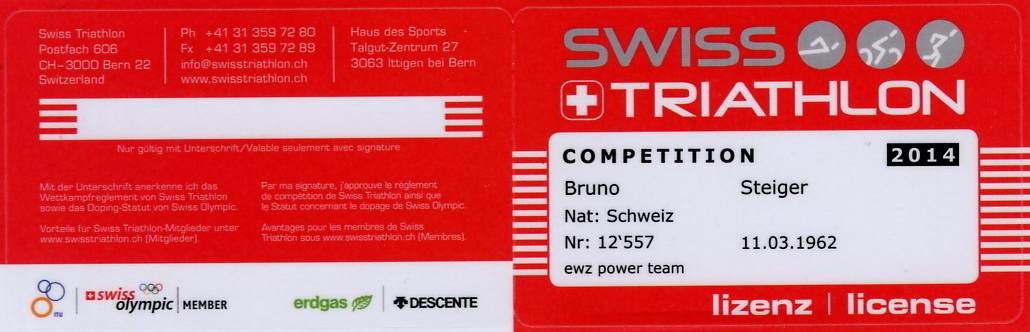 Swiss Triathlon
Postfach 606
CH-3000 Bern 22
Switzerland
Ph +41 31 359 72 80
Fx +41 31 359 72 89
info@swisstriathlon.ch
www.swisstriathlon.ch
Haus des Sports
Talgut-Zentrum 27
3063 Ittigen bei Bern
Nur gültig mit Unterschrift/Valable seulement avec signature
Mit der Unterschrift anerkenne ich das
Wettkampfreglement von Swiss Triathlon
sowie das Doping-Statut von Swiss Olympic.
Vorteile für Swiss Triathlon-Mitglieder unter
www.swisstriathlon.ch (Mitglieder).
Par ma signature, j'approuve le règlement
de compétition de Swiss Triathlon ainsi que
le Statut concernant le dopage de Swiss Olympic.
Avantages pour les membres de Swiss
Triathlon sous www.swisstriathlon.ch (Membres).
ITU
swiss
olympic
MEMBER
erdgas
DESCENTE
SWISS
TRIATHLON
COMPETITION 2014
Bruno Steiger
Nat: Schweiz
Nr: 12'557 11.03.1962
ewz power team
lizenz | license